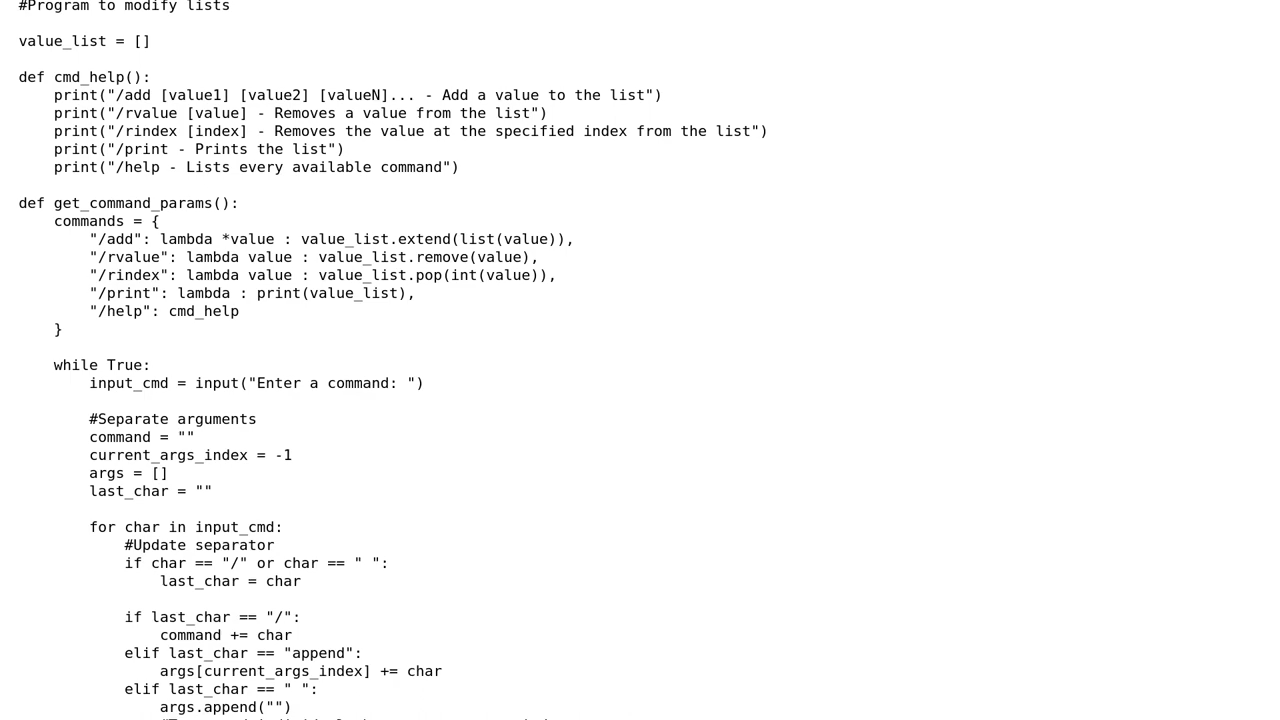 #Program to modify lists

value_list = []

def cmd_help():
    print("/add [value1] [value2] [valueN]... - Add a value to the list")
    print("/rvalue [value] - Removes a value from the list")
    print("/rindex [index] - Removes the value at the specified index from the list")
    print("/print - Prints the list")
    print("/help - Lists every available command")

def get_command_params():
    commands = {
        "/add": lambda *value : value_list.extend(list(value)),
        "/rvalue": lambda value : value_list.remove(value),
        "/rindex": lambda value : value_list.pop(int(value)),
        "/print": lambda : print(value_list),
        "/help": cmd_help
    }

    while True:
        input_cmd = input("Enter a command: ")

        #Separate arguments
        command = ""
        current_args_index = -1
        args = []
        last_char = ""

        for char in input_cmd:
            #Update separator
            if char == "/" or char == " ":
                last_char = char

            if last_char == "/":
                command += char
            elif last_char == "append":
                args[current_args_index] += char
            elif last_char == " ":
                args.append("")